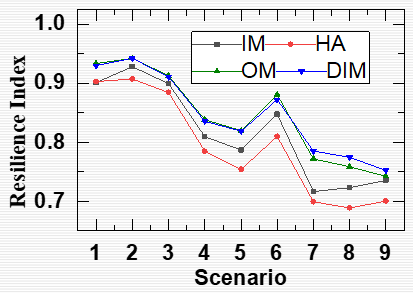 1.0
IM HA
OM DIM
0.9
0.8
0.7
Resilience Index
1 2 3 4 5 6 7 8 9
Scenario